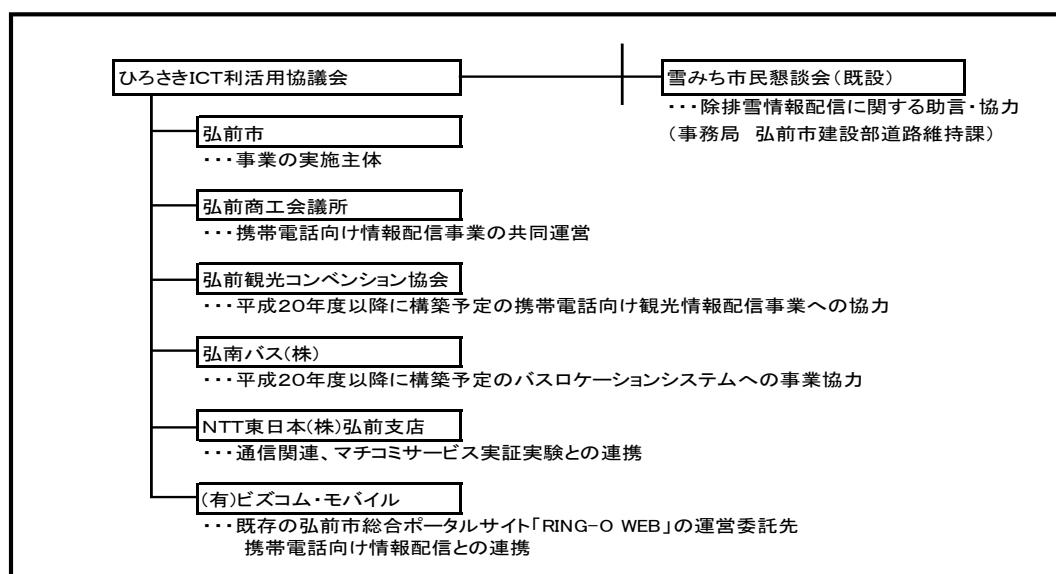 ひろさきICT利活用協議会
雪みち市民懇談会(既設)
・・・除排雪情報配信に関する助言・協力
(事務局 弘前市建設部道路維持課)
弘前市
・・・事業の実施主体
弘前商工会議所
・・・携帯電話向け情報配信事業の共同運営
弘前観光コンベンション協会
・・・平成20年度以降に構築予定の携帯電話向け観光情報配信事業への協力
弘南バス(株)
・・・平成20年度以降に構築予定のバスロケーションシステムへの事業協力
NTT東日本(株)弘前支店
・・・通信関連、マチコミサービス実証実験との連携
(有)ビズコム・モバイル
・・・既存の弘前市総合ポータルサイト「RING-O WEB」の運営委託先
携帯電話向け情報配信との連携